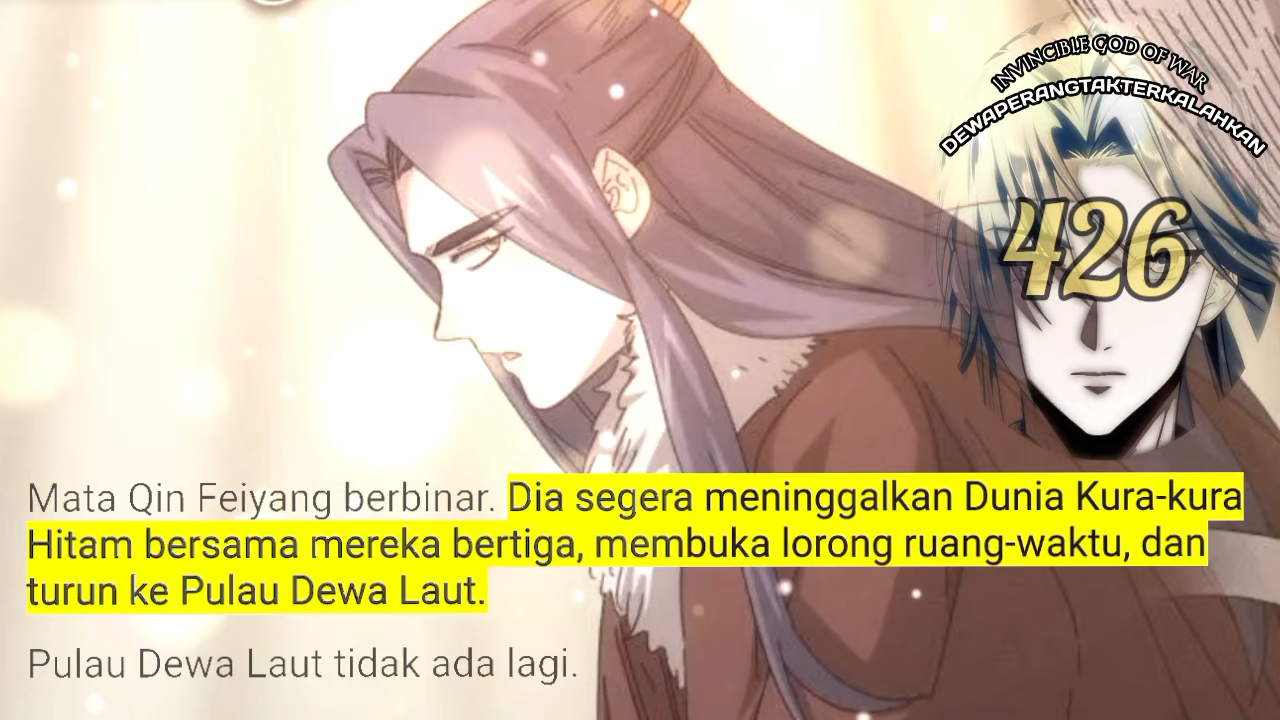 INVINCIBLE GOD OF WAR
DEWAPERANGTAKTERKALAHKAN
426
Mata Qin Feiyang berbinar. Dia segera meninggalkan Dunia Kura-kura
Hitam bersama mereka bertiga, membuka lorong ruang-waktu, dan
turun ke Pulau Dewa Laut.
Pulau Dewa Laut tidak ada lagi.